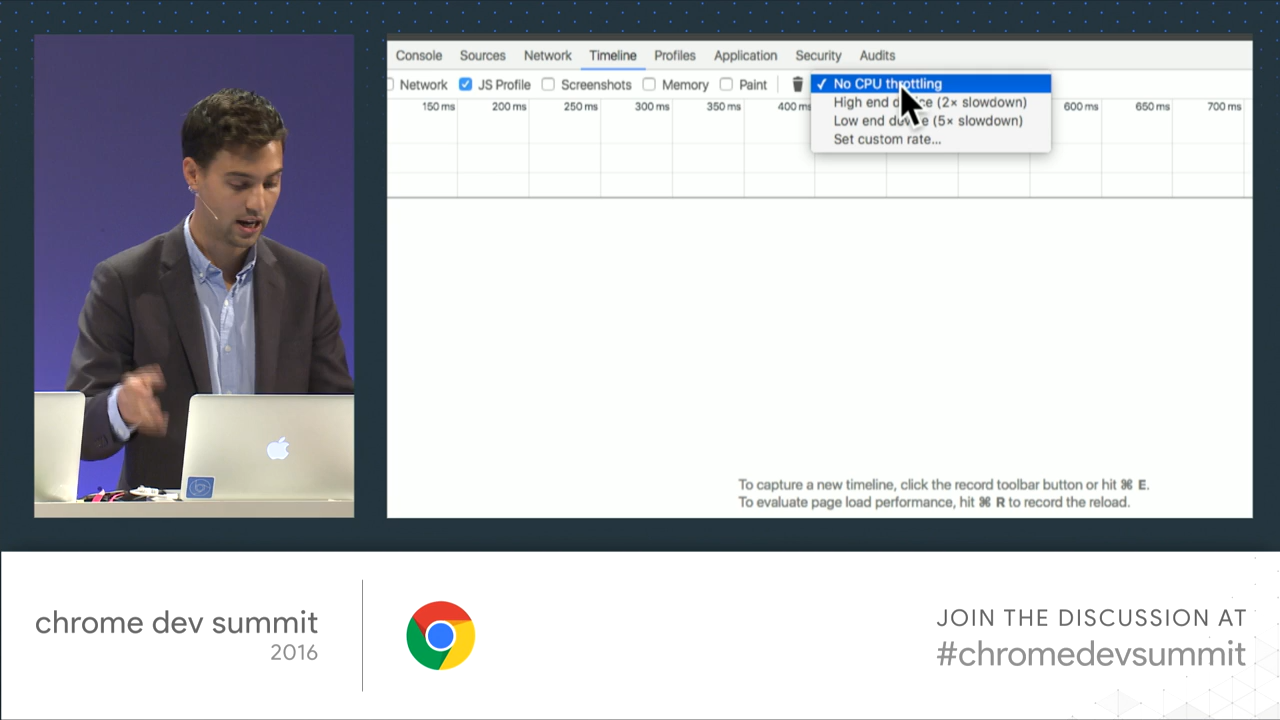 Console Sources Network Timeline Profiles Application Security Audits
Network JS Profile Screenshots Memory Paint
✓ No CPU throttling
150 ms 200 ms 250 ms 300 ms 350 ms 400 ms 600 ms 650 ms 700 ms
High end (2× slowdown)
Low end (5× slowdown)
Set custom rate...
To capture a new timeline, click the record toolbar button or hit ⌘ E.
To evaluate page load performance, hit ⌘ R to record the reload.
chrome dev summit
2016
JOIN THE DISCUSSION AT
#chromedevsummit